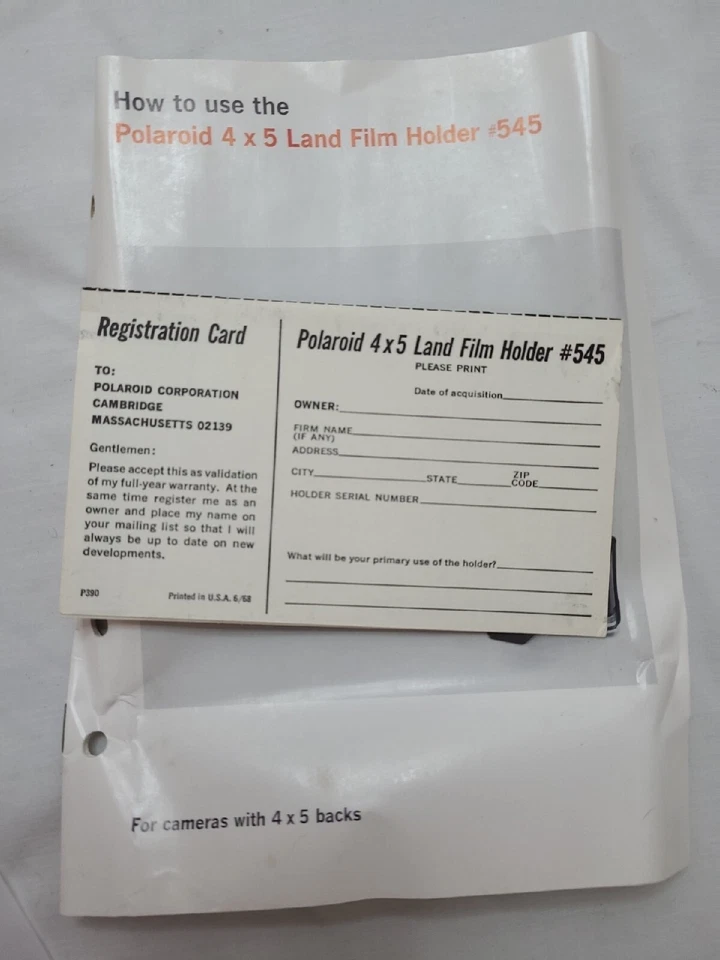 How to use the
Polaroid 4 x 5 Land Film Holder #545
Registration Card
TO:
POLAROID CORPORATION
CAMBRIDGE
MASSACHUSETTS 02139
Gentlemen:
Please accept this as validation
of my full-year warranty. At the
same time register me as an
owner and place my name on
your mailing list so that I will
always be up to date on new
developments.
P390
Printed in U.S.A. 6/68
Polaroid 4x5 Land Film Holder #545
PLEASE PRINT
Date of acquisition
OWNER:
FIRM NAME
(IF ANY)
ADDRESS
CITY STATE ZIP CODE
HOLDER SERIAL NUMBER
What will be your primary use of the holder?
For cameras with 4 x 5 backs